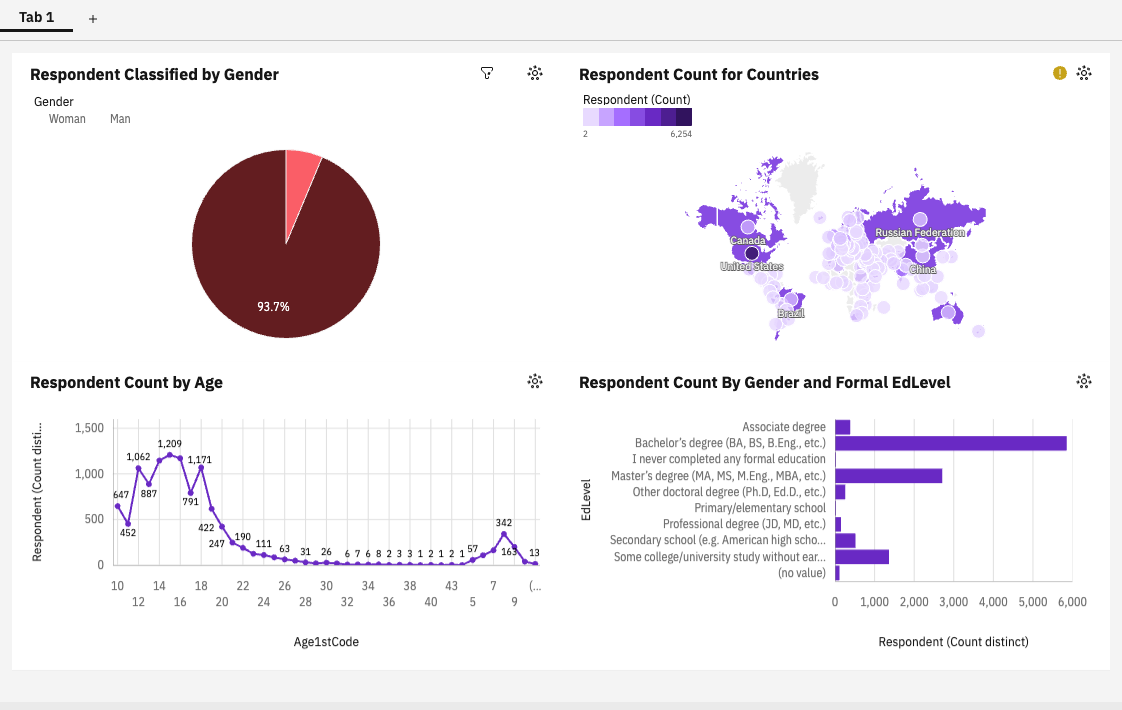 Tab 1 +
Respondent Classified by Gender
Gender
Woman Man
93.7%
Respondent Count for Countries
Respondent (Count)
2 6,254
Canada
United States
Brazil
Russian Federation
China
Respondent Count by Age
Respondent (Count disti...
1,500
1,000
500
0
647
452
1,062
887
1,209
791
1,171
422
247
190
111
63
31
26
6 7 6 8 2 3 3 1 2 1 2 1
57
342
163
13
10 14 18 22 26 30 34 38 43 7 (...
12 16 20 24 28 32 36 40 5 9
Age1stCode
Respondent Count By Gender and Formal EdLevel
EdLevel
Associate degree
Bachelor's degree (BA, BS, B.Eng., etc.)
I never completed any formal education
Master's degree (MA, MS, M.Eng., MBA, etc.)
Other doctoral degree (Ph.D, Ed.D., etc.)
Primary/elementary school
Professional degree (JD, MD, etc.)
Secondary school (e.g. American high scho...
Some college/university study without ear...
(no value)
0 1,000 2,000 3,000 4,000 5,000 6,000
Respondent (Count distinct)